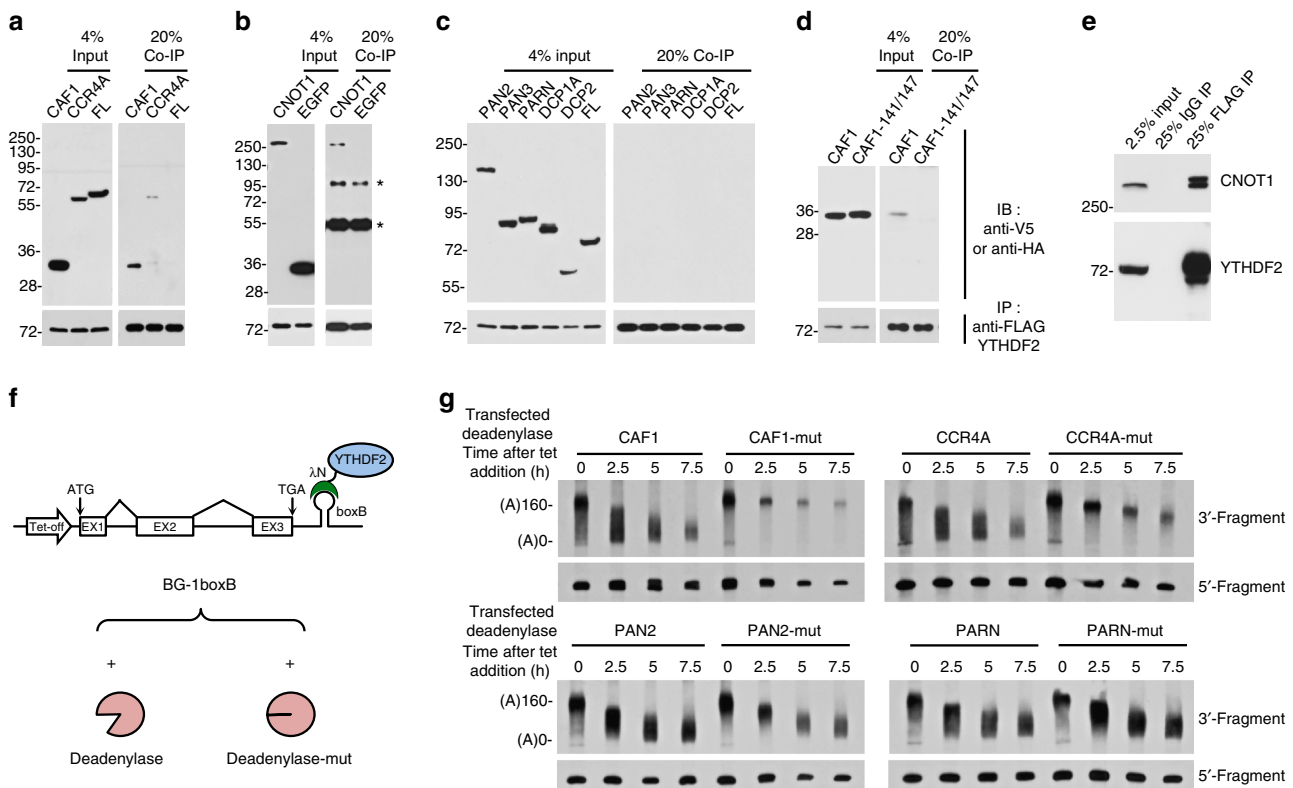 a
4% Input
20% Co-IP
CAF1
CCR4A
FL
CAF1
CCR4A
FL
250-
130-
95-
72-
55-
36-
28-
72-
b
4% Input
20% Co-IP
CNOT1
EGFP
CNOT1
EGFP
250-
130-
95-
72-
55-
36-
28-
72-
*
*
c
4% input
20% Co-IP
PAN2
PAN3
PARN
DCP1A
DCP2
FL
PAN2
PAN3
PARN
DCP1A
DCP2
FL
250-
130-
95-
72-
55-
72-
d
4% Input
20% Co-IP
CAF1
CAF1-141/147
CAF1
CAF1-141/147
36-
28-
72-
IB :
anti-V5
or anti-HA
IP :
anti-FLAG
YTHDF2
e
2.5% input
25% IgG IP
25% FLAG IP
250-
72-
CNOT1
YTHDF2
f
YTHDF2
λN
boxB
ATG
TGA
Tet-off
EX1
EX2
EX3
BG-1boxB
+
+
Deadenylase
Deadenylase-mut
g
Transfected
deadenylase
CAF1
CAF1-mut
CCR4A
CCR4A-mut
Time after tet
addition (h)
0 2.5 5 7.5 0 2.5 5 7.5
0 2.5 5 7.5 0 2.5 5 7.5
(A)160-
(A)0-
3′-Fragment
5′-Fragment
Transfected
deadenylase
PAN2
PAN2-mut
PARN
PARN-mut
Time after tet
addition (h)
0 2.5 5 7.5 0 2.5 5 7.5
0 2.5 5 7.5 0 2.5 5 7.5
(A)160-
(A)0-
3′-Fragment
5′-Fragment